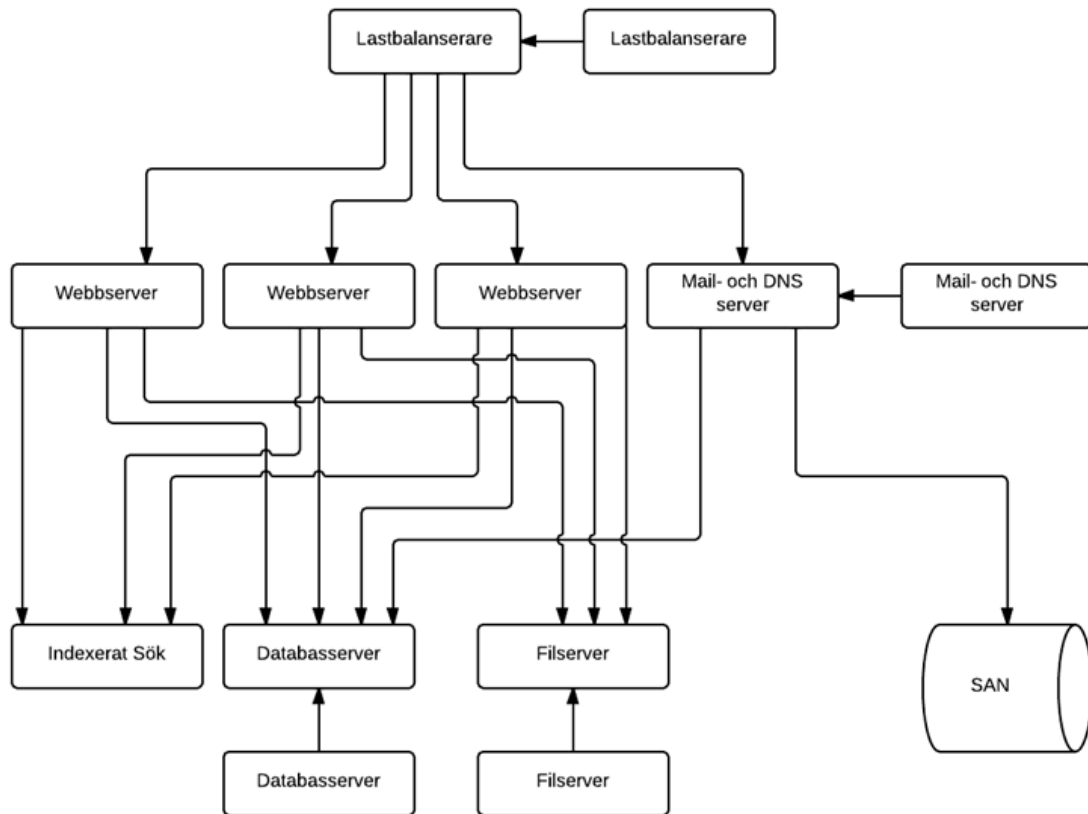 Lastbalanserare
Lastbalanserare
Webbserver
Webbserver
Webbserver
Mail- och DNS
server
Mail- och DNS
server
Indexerat Sök
Databasserver
Filserver
SAN
Databasserver
Filserver